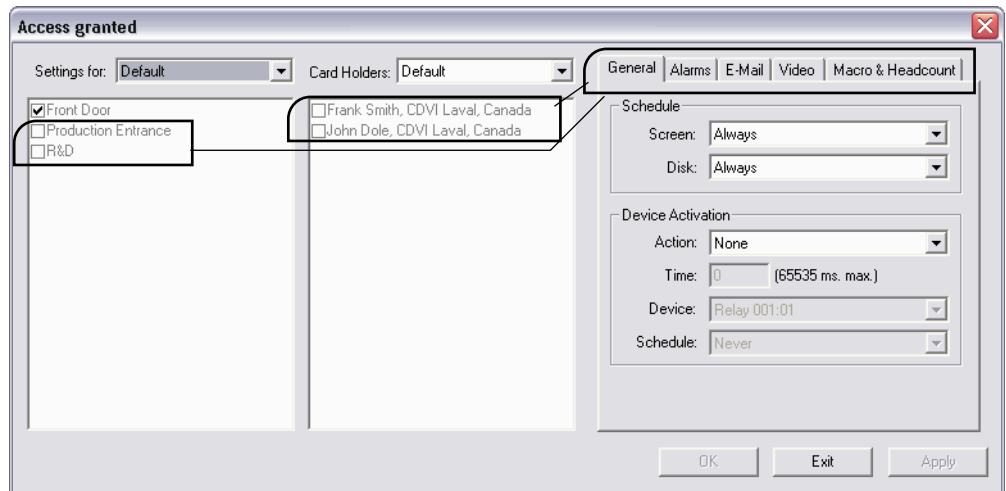 Access granted
Settings for: Default
Card Holders: Default
General Alarms E-Mail Video Macro & Headcount
Front Door
Production Entrance
R&D
Frank Smith, CDVI Laval, Canada
John Dole, CDVI Laval, Canada
Schedule
Screen: Always
Disk: Always
Device Activation
Action: None
Time: 0 (65535 ms. max.)
Device: Relay 001:01
Schedule: Never
OK Exit Apply